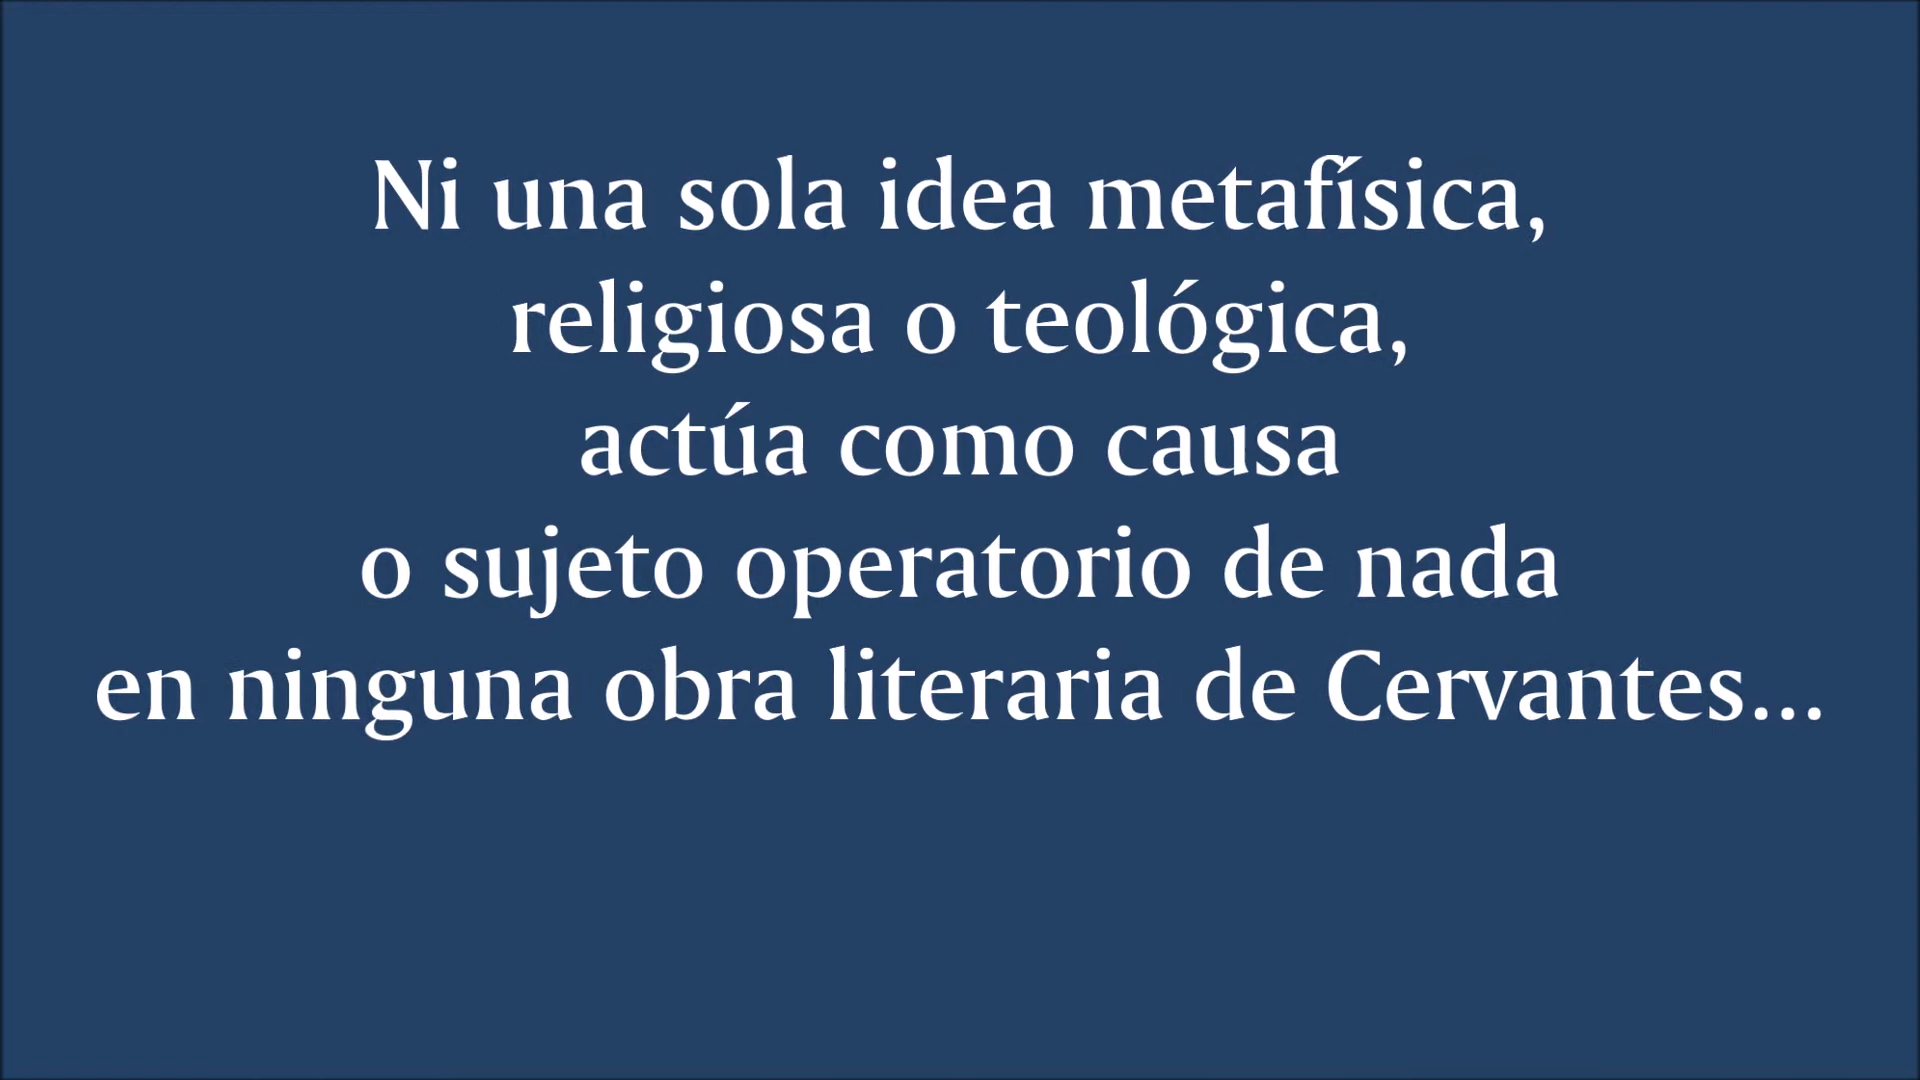 Ni una sola idea metafísica,
religiosa o teológica,
actúa como causa
o sujeto operatorio de nada
en ninguna obra literaria de Cervantes...